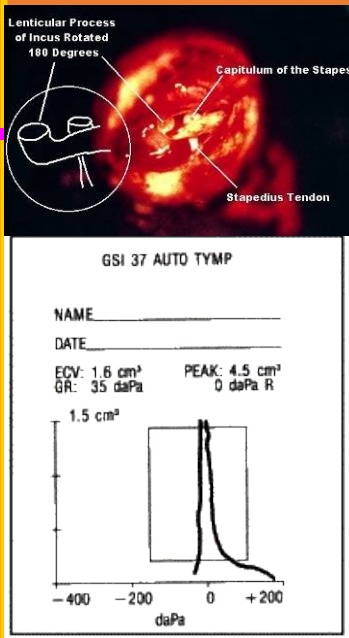 Lenticular Process
of Incus Rotated
180 Degrees
Capitulum of the Stapes
Stapedius Tendon
GSI 37 AUTO TYMP
NAME
DATE
ECV: 1.6 cm³ PEAK: 4.5 cm³
GR: 35 daPa 0 daPa R
1.5 cm³
-400 -200 0 +200
daPa